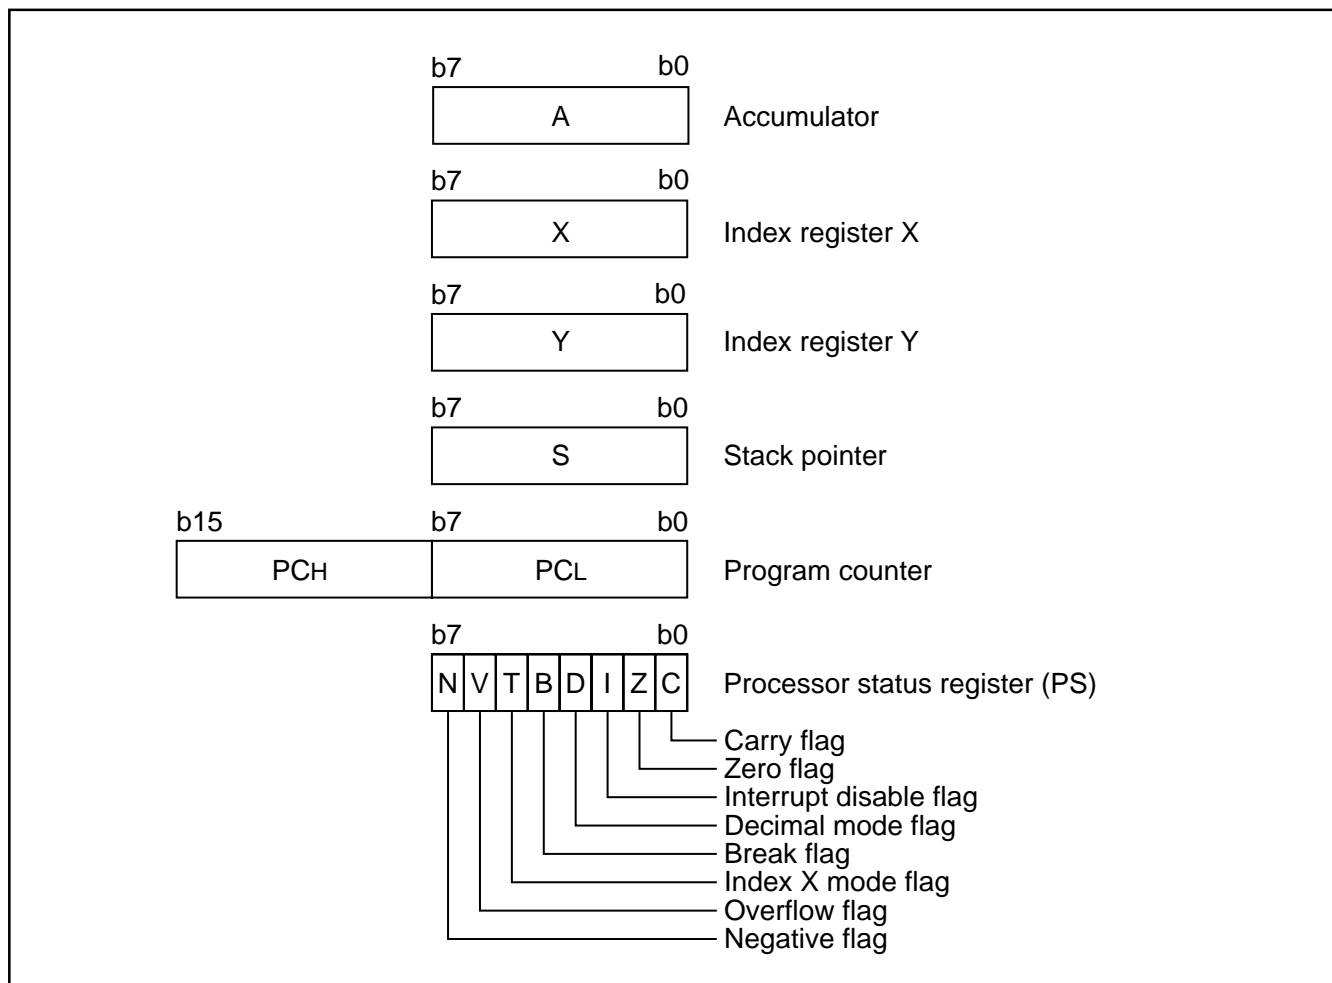 b7 b0
A Accumulator
b7 b0
X Index register X
b7 b0
Y Index register Y
b7 b0
S Stack pointer
b15 b7 b0
PCH PCL Program counter
b7 b0
N V T B D I Z C Processor status register (PS)
Carry flag
Zero flag
Interrupt disable flag
Decimal mode flag
Break flag
Index X mode flag
Overflow flag
Negative flag